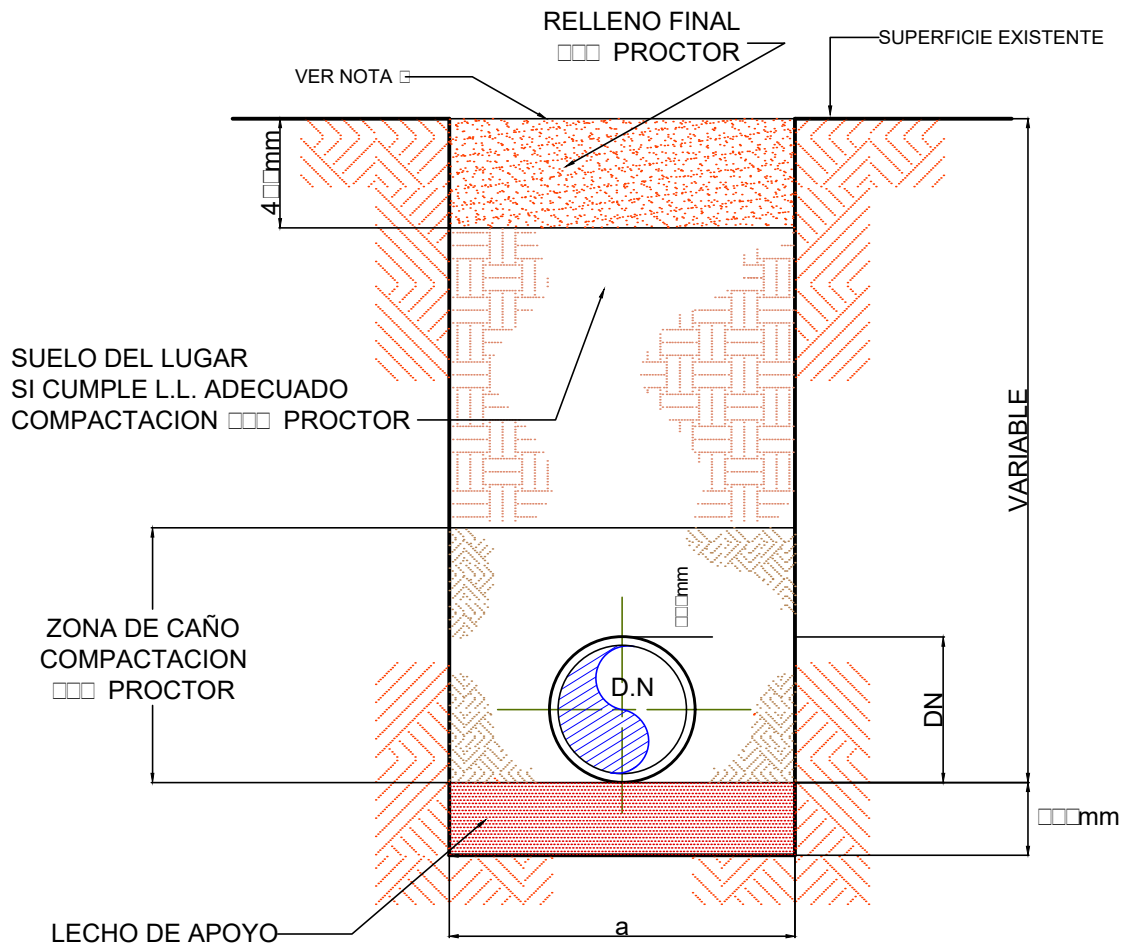 RELLENO FINAL
□□□ PROCTOR
SUPERFICIE EXISTENTE
VER NOTA □
4□□mm
SUELO DEL LUGAR
SI CUMPLE L.L. ADECUADO
COMPACTACION □□□ PROCTOR
VARIABLE
□□□mm
ZONA DE CAÑO
COMPACTACION
□□□ PROCTOR
D.N
DN
□□□mm
LECHO DE APOYO
a